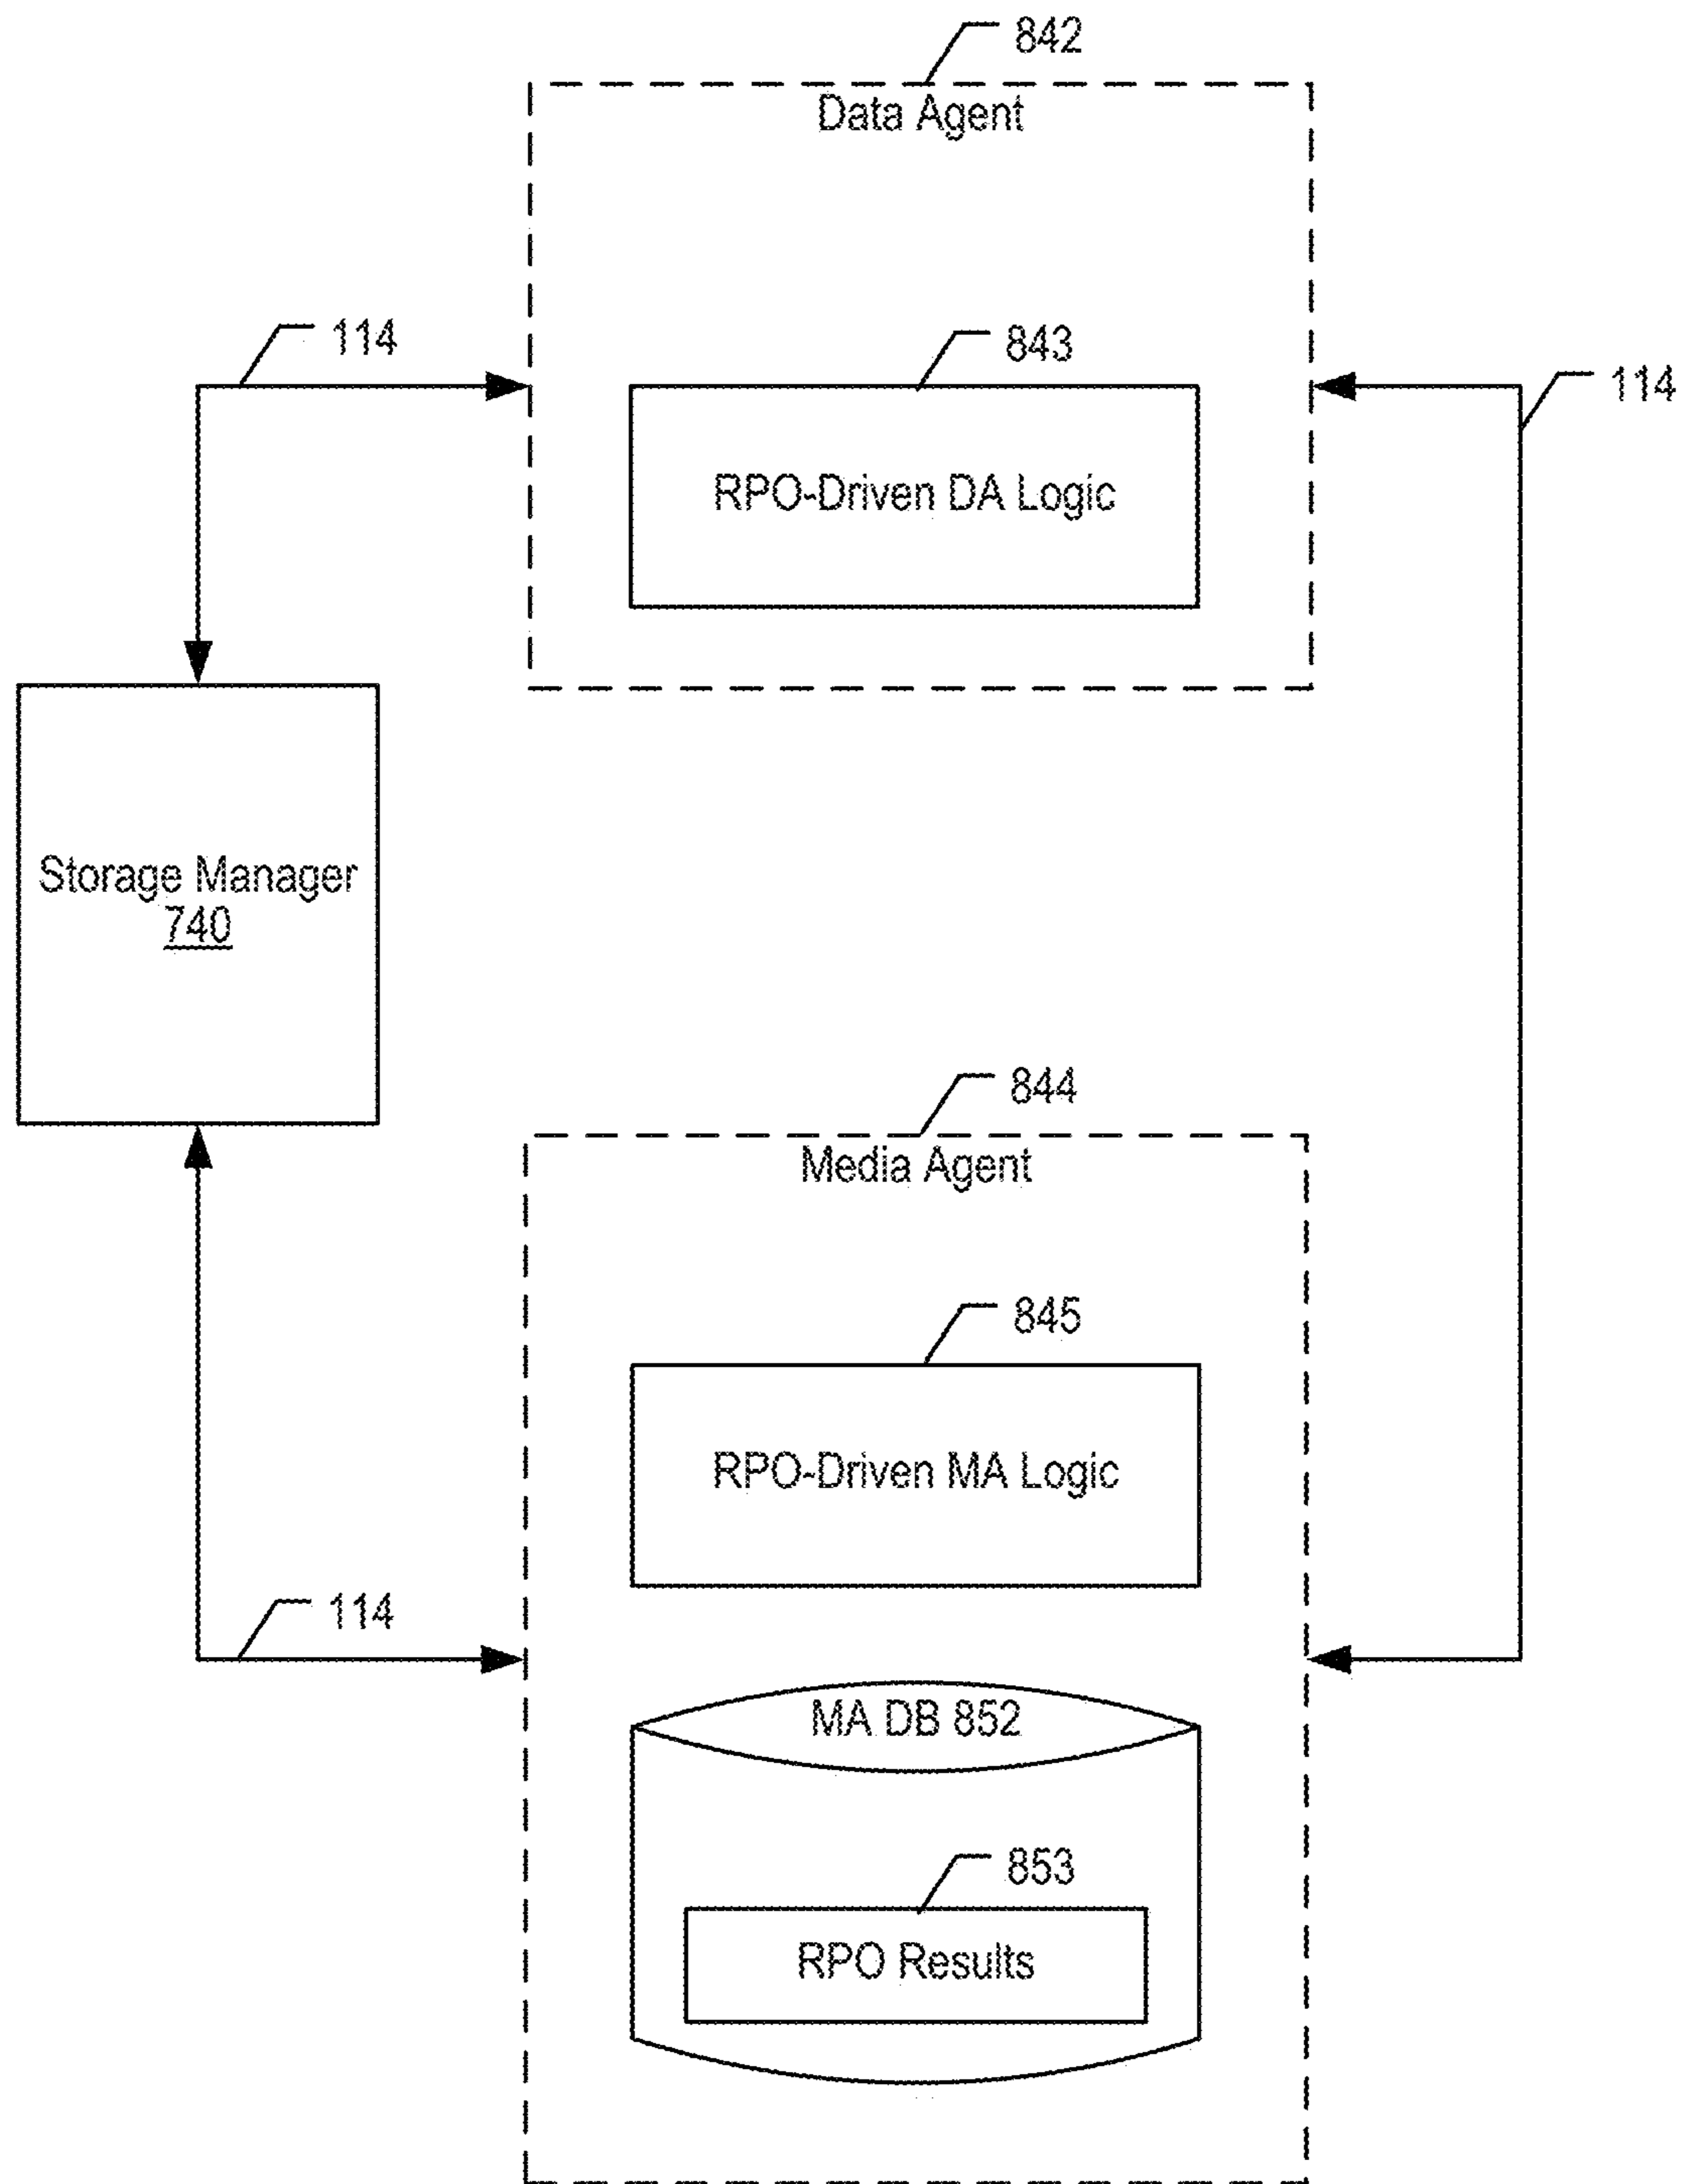 842
Data Agent
114
843
114
RPO-Driven DA Logic
Storage Manager
740
844
Media Agent
845
RPO-Driven MA Logic
114
MA DB 852
853
RPO Results